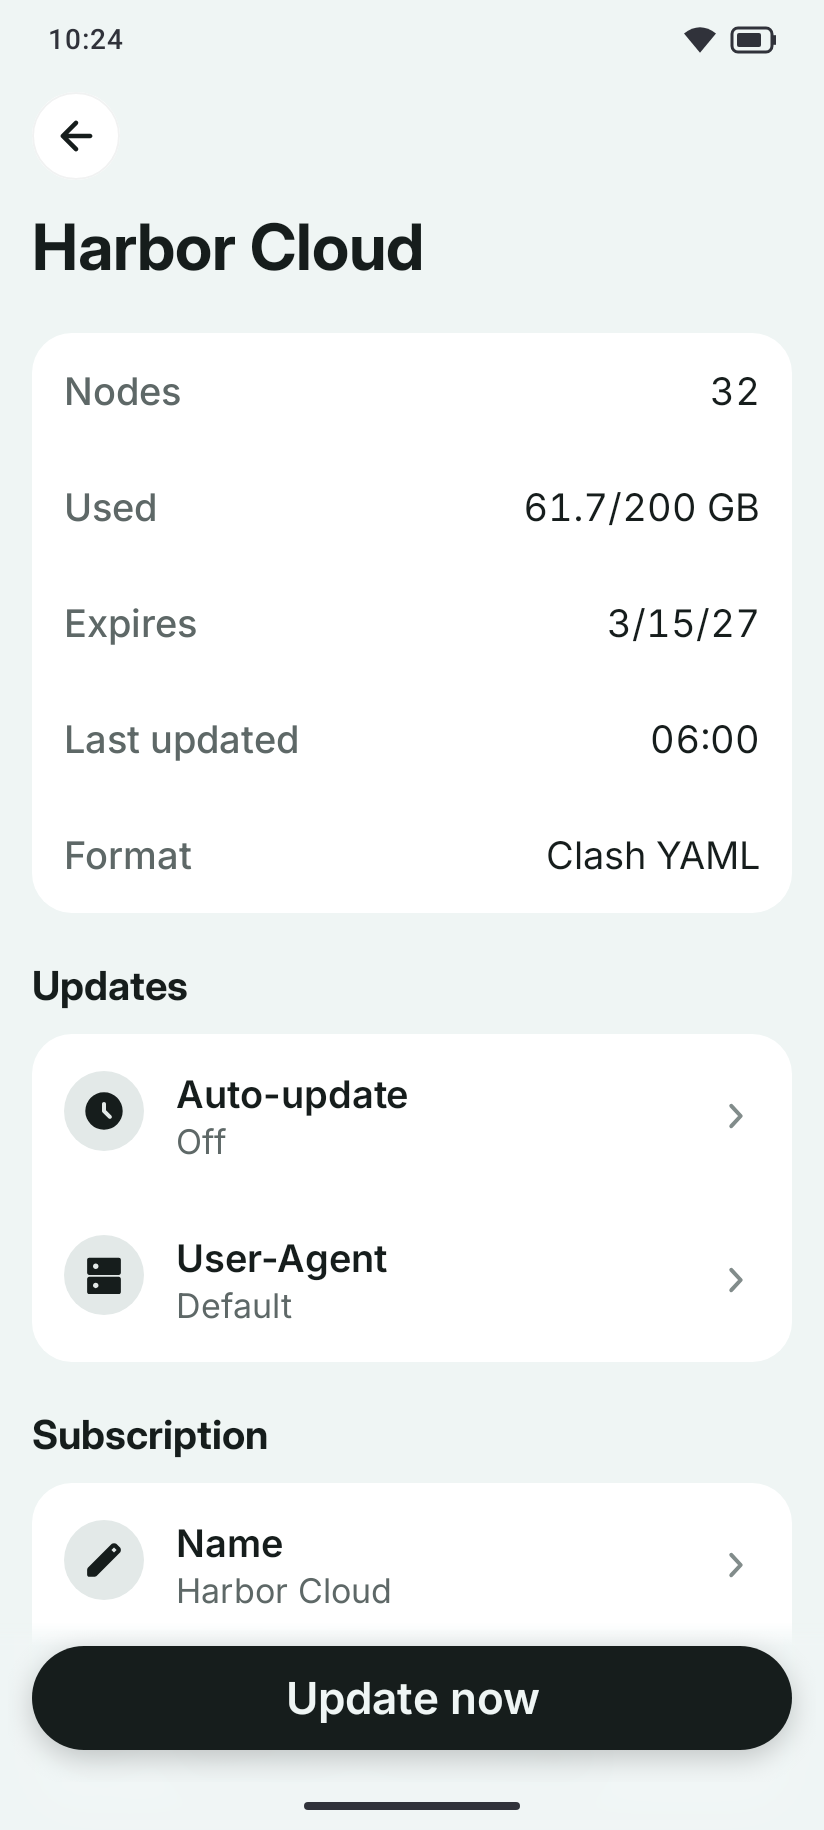 10:24
Harbor Cloud
Nodes 32
Used 61.7/200 GB
Expires 3/15/27
Last updated 06:00
Format Clash YAML
Updates
Auto-update
Off
User-Agent
Default
Subscription
Name
Harbor Cloud
Update now